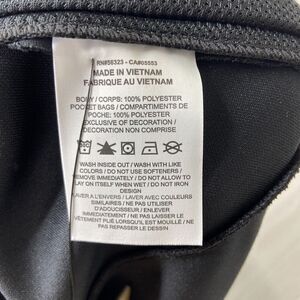 RN#56323 - CA#05553
MADE IN VIETNAM
FABRIQUE AU VIETNAM
BODY / CORPS: 100% POLYESTER
POCKET BAGS / COMPARTIMENTS DE
POCHE: 100% POLYESTER
EXCLUSIVE OF DECORATION /
DECORATION NON COMPRISE
WASH INSIDE OUT / WASH WITH LIKE
COLORS / DO NOT USE SOFTENERS /
REMOVE IMMEDIATELY / DO NOT ALLOW TO
LAY ON ITSELF WHEN WET / DO NOT IRON
DESIGN
LAVER A L'ENVERS / LAVER AVEC COULEURS
SIMILAIRES / NE PAS UTILISER
D'ADOUCISSEUR / ENLEVER
IMMEDIATEMENT / NE PAS LAISSER LE
VETEMENT PLIE LORSQU'IL EST MOUILLE / NE
PAS REPASSER LE DESSIN